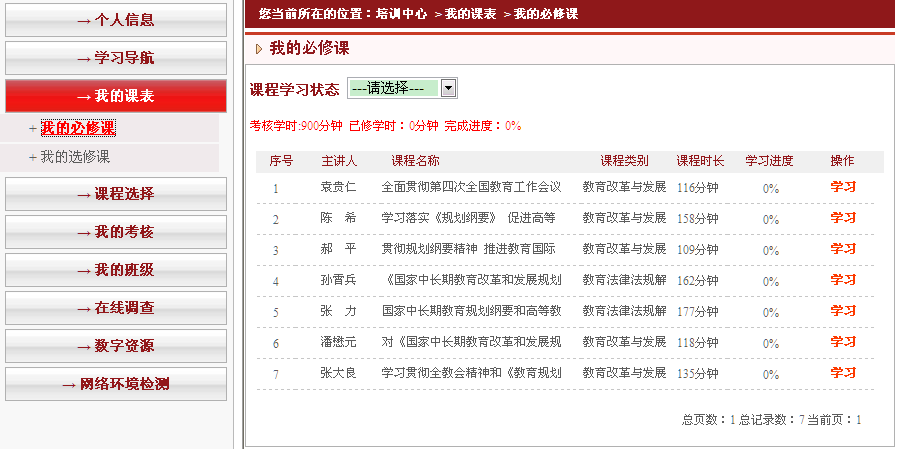 → 个人信息
→ 学习导航
→ 我的课表
+ 我的必修课
+ 我的选修课
→ 课程选择
→ 我的考核
→ 我的班级
→ 在线调查
→ 数字资源
→ 网络环境检测
您当前所在的位置：培训中心 >我的课表 >我的必修课
我的必修课
课程学习状态 ---请选择---
考核学时:900分钟 已修学时：0分钟 完成进度：0%
序号 主讲人 课程名称 课程类别 课程时长 学习进度 操作
1 袁贵仁 全面贯彻第四次全国教育工作会议 教育改革与发展 116分钟 0% 学习
2 陈 希 学习落实《规划纲要》 促进高等 教育改革与发展 158分钟 0% 学习
3 郝 平 贯彻规划纲要精神 推进教育国际 教育改革与发展 109分钟 0% 学习
4 孙霄兵 《国家中长期教育改革和发展规划 教育法律法规解 162分钟 0% 学习
5 张 力 国家中长期教育规划纲要和高等教 教育法律法规解 177分钟 0% 学习
6 潘懋元 对《国家中长期教育改革和发展规 教育改革与发展 118分钟 0% 学习
7 张大良 学习贯彻全教会精神和《教育规划 教育改革与发展 135分钟 0% 学习
总页数：1 总记录数：7 当前页：1